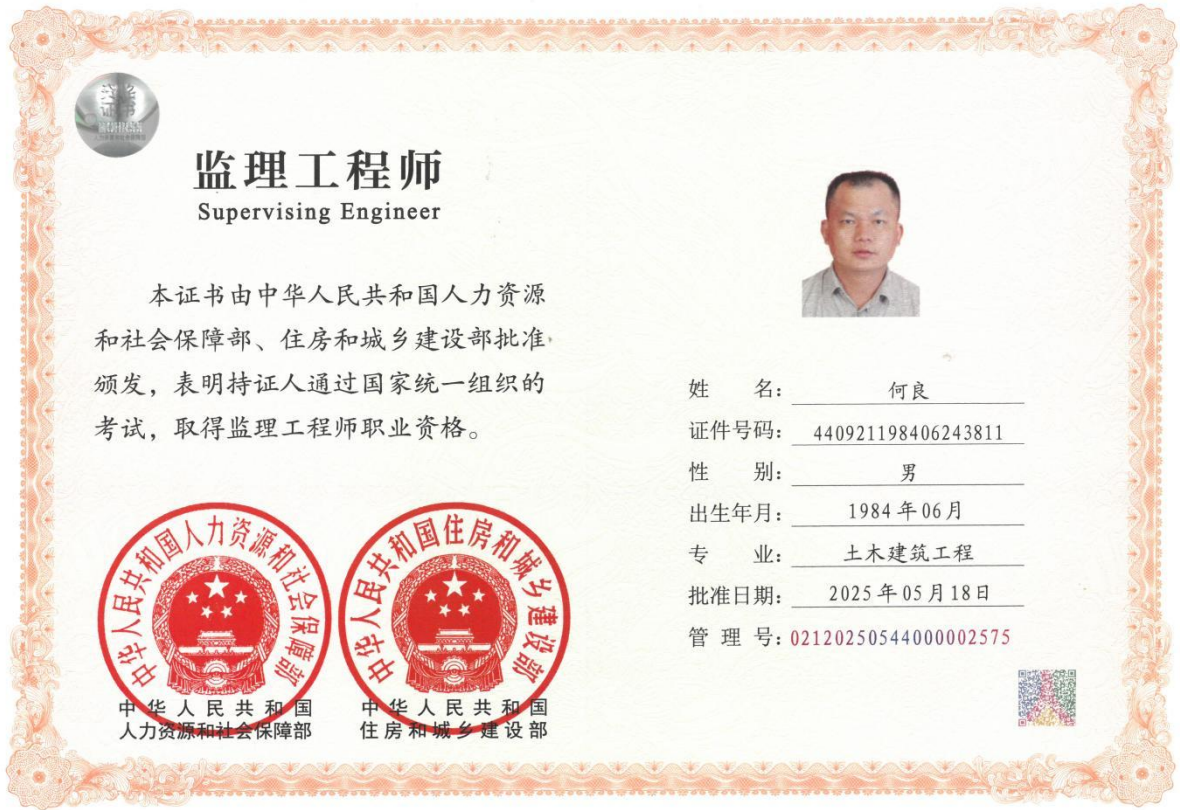 监理工程师
Supervising Engineer
本证书由中华人民共和国人力资源
和社会保障部、住房和城乡建设部批准
颁发，表明持证人通过国家统一组织的
考试，取得监理工程师职业资格。
中华人民共和国人力资源和社会保障部
中华人民共和国住房和城乡建设部
中华人民共和国
人力资源和社会保障部
中华人民共和国
住房和城乡建设部
姓 名： 何良
证件号码： 440921198406243811
性 别： 男
出生年月： 1984年06月
专 业： 土木建筑工程
批准日期： 2025年05月18日
管 理 号：02120250544000002575